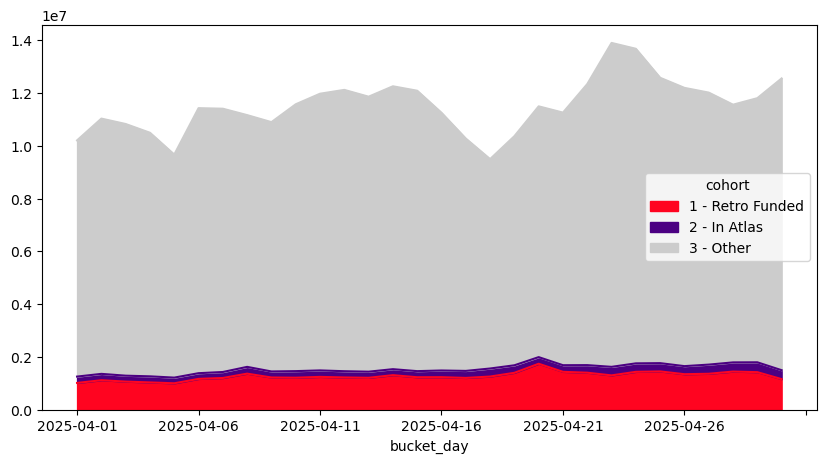 1e7
1.4
1.2
1.0
0.8
0.6
0.4
0.2
0.0
cohort
1 - Retro Funded
2 - In Atlas
3 - Other
2025-04-01
2025-04-06
2025-04-11
2025-04-16
2025-04-21
2025-04-26
bucket_day